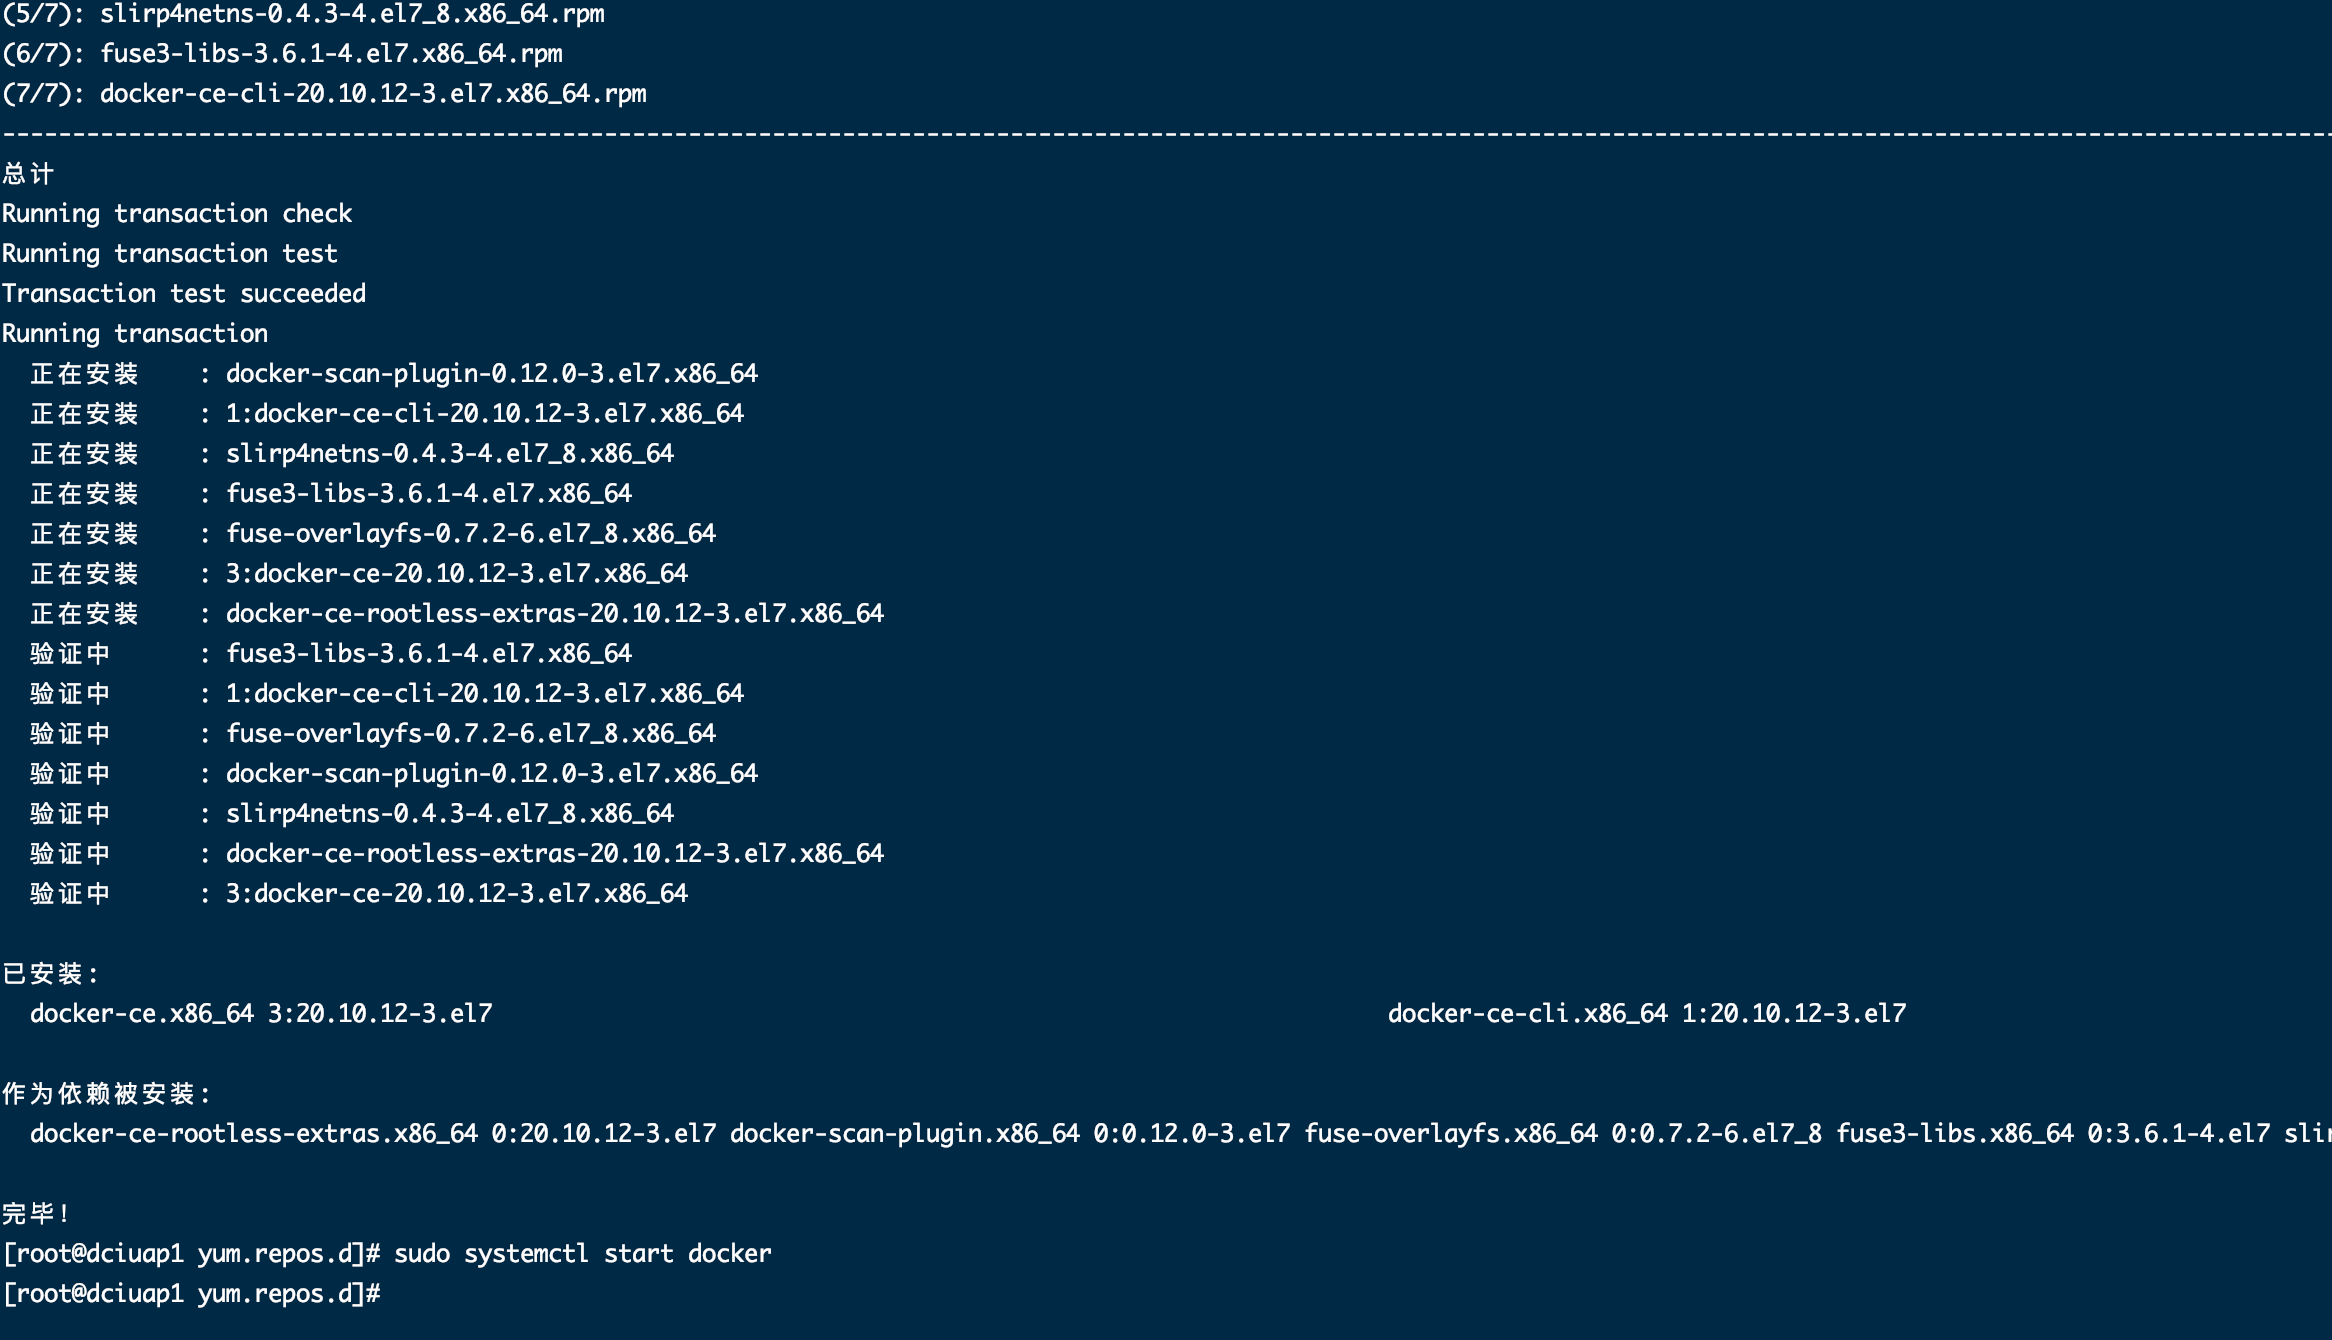 (5/7): slirp4netns-0.4.3-4.el7_8.x86_64.rpm
(6/7): fuse3-libs-3.6.1-4.el7.x86_64.rpm
(7/7): docker-ce-cli-20.10.12-3.el7.x86_64.rpm
总计
Running transaction check
Running transaction test
Transaction test succeeded
Running transaction
正在安装    : docker-scan-plugin-0.12.0-3.el7.x86_64
正在安装    : 1:docker-ce-cli-20.10.12-3.el7.x86_64
正在安装    : slirp4netns-0.4.3-4.el7_8.x86_64
正在安装    : fuse3-libs-3.6.1-4.el7.x86_64
正在安装    : fuse-overlayfs-0.7.2-6.el7_8.x86_64
正在安装    : 3:docker-ce-20.10.12-3.el7.x86_64
正在安装    : docker-ce-rootless-extras-20.10.12-3.el7.x86_64
验证中      : fuse3-libs-3.6.1-4.el7.x86_64
验证中      : 1:docker-ce-cli-20.10.12-3.el7.x86_64
验证中      : fuse-overlayfs-0.7.2-6.el7_8.x86_64
验证中      : docker-scan-plugin-0.12.0-3.el7.x86_64
验证中      : slirp4netns-0.4.3-4.el7_8.x86_64
验证中      : docker-ce-rootless-extras-20.10.12-3.el7.x86_64
验证中      : 3:docker-ce-20.10.12-3.el7.x86_64
已安装:
docker-ce.x86_64 3:20.10.12-3.el7    docker-ce-cli.x86_64 1:20.10.12-3.el7
作为依赖被安装:
docker-ce-rootless-extras.x86_64 0:20.10.12-3.el7 docker-scan-plugin.x86_64 0:0.12.0-3.el7 fuse-overlayfs.x86_64 0:0.7.2-6.el7_8 fuse3-libs.x86_64 0:3.6.1-4.el7
完毕!
[root@dciuap1 yum.repos.d]# sudo systemctl start docker
[root@dciuap1 yum.repos.d]#